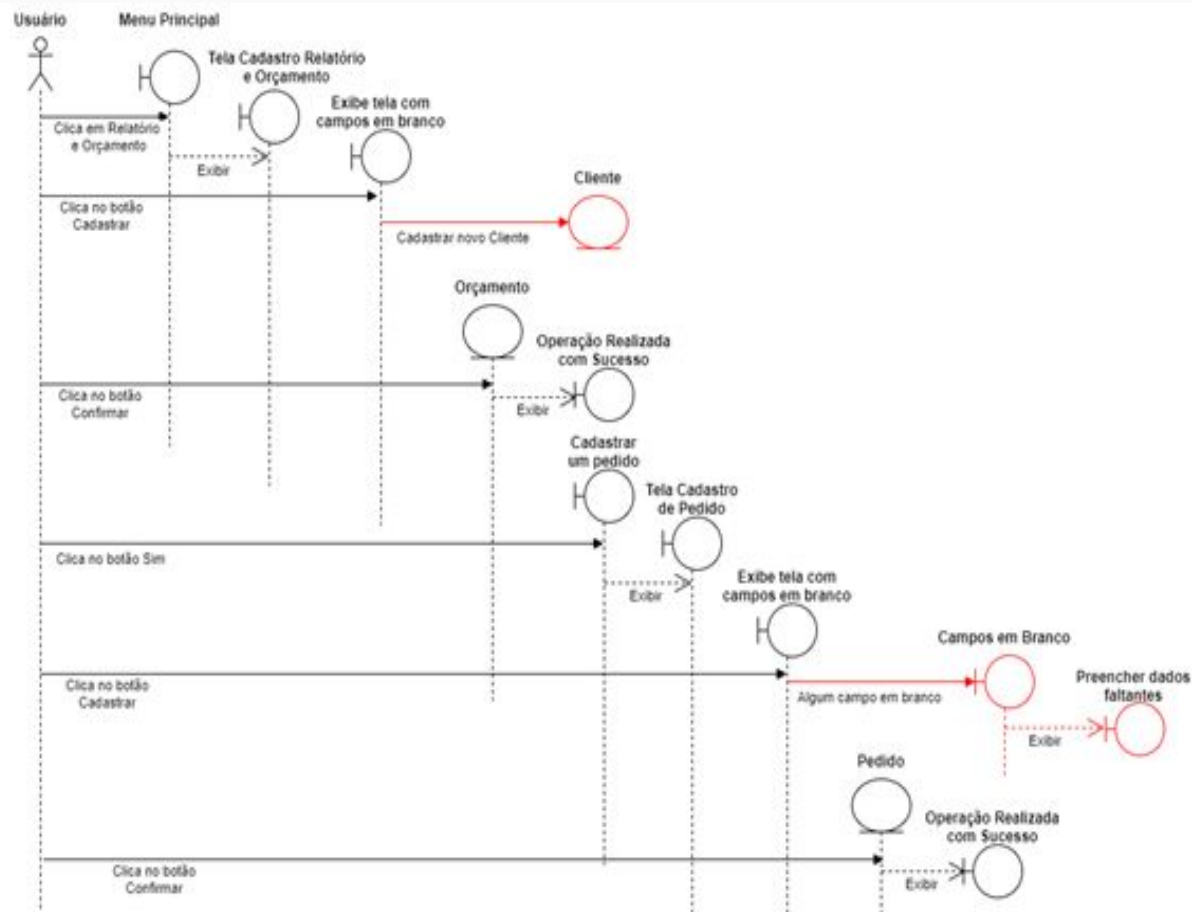 Usuário
Menu Principal
Tela Cadastro Relatório
e Orçamento
Exibe tela com
campos em branco
Clica em Relatório
e Orçamento
Exibir
Cliente
Clica no botão
Cadastrar
Cadastrar novo Cliente
Orçamento
Operação Realizada
com Sucesso
Clica no botão
Confirmar
Exibir
Cadastrar
um pedido
Tela Cadastro
de Pedido
Clica no botão Sim
Exibir
Exibe tela com
campos em branco
Campos em Branco
Clica no botão
Cadastrar
Algum campo em branco
Preencher dados
faltantes
Exibir
Pedido
Operação Realizada
com Sucesso
Clica no botão
Confirmar
Exibir